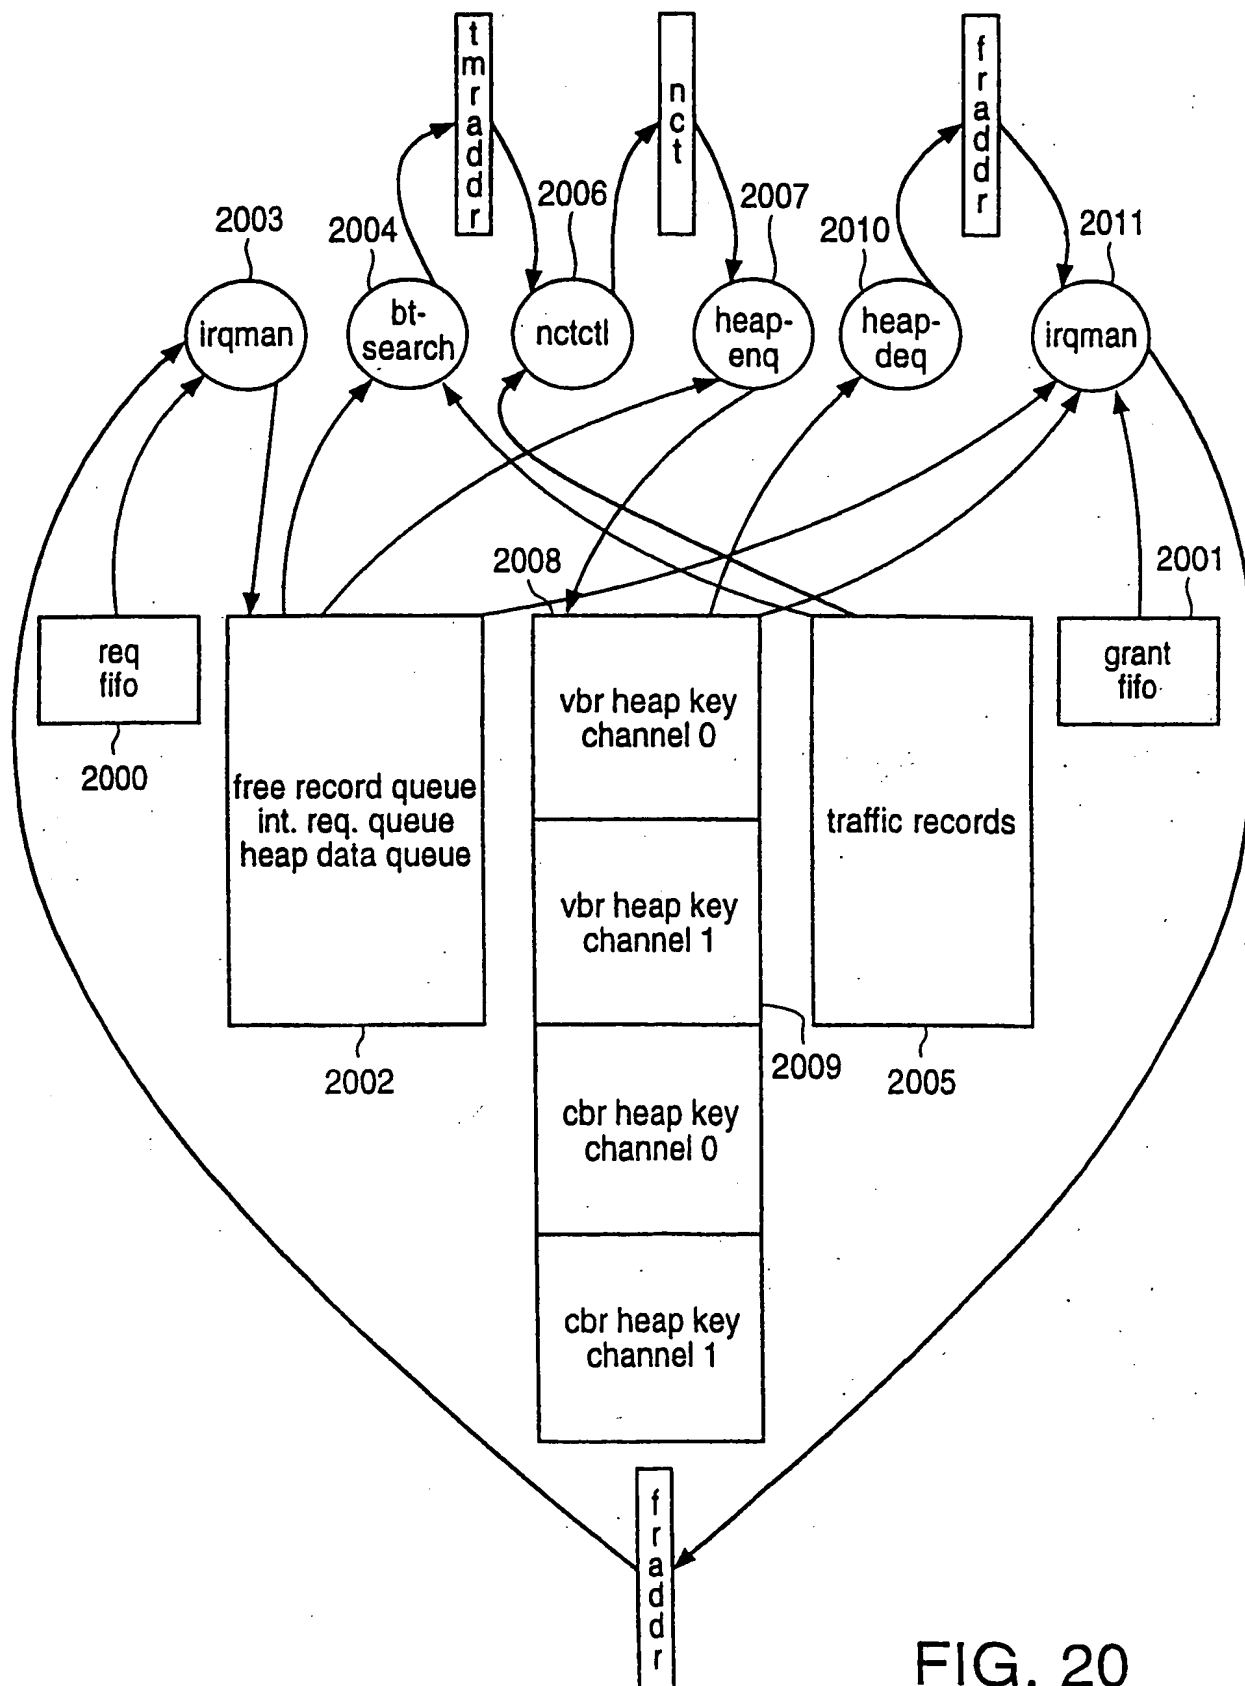 tmraddr
nct
fraddr
2003
2004
2006
2007
2010
2011
irqman
bt-
search
nctctl
heap-
enq
heap-
deq
irqman
2008
2001
req
fifo
2000
free record queue
int. req. queue
heap data queue
2002
vbr heap key
channel 0
vbr heap key
channel 1
cbr heap key
channel 0
cbr heap key
channel 1
2009
traffic records
2005
grant
fifo
fraddr
FIG. 20